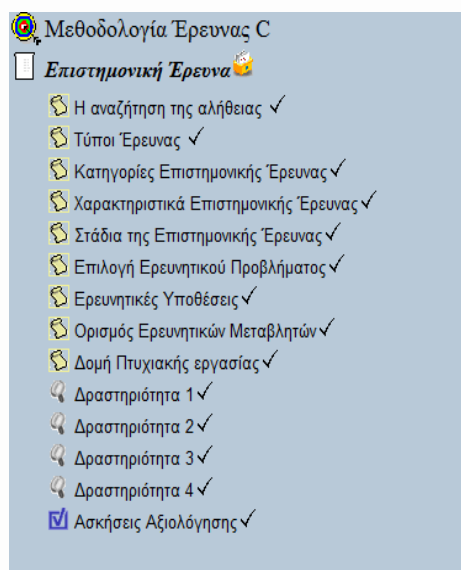 Μεθοδολογία Έρευνας C
Επιστημονική Έρευνα
Η αναζήτηση της αλήθειας ✓
Τύποι Έρευνας ✓
Κατηγορίες Επιστημονικής Έρευνας ✓
Χαρακτηριστικά Επιστημονικής Έρευνας ✓
Στάδια της Επιστημονικής Έρευνας ✓
Επιλογή Ερευνητικού Προβλήματος ✓
Ερευνητικές Υποθέσεις ✓
Ορισμός Ερευνητικών Μεταβλητών ✓
Δομή Πτυχιακής εργασίας ✓
Δραστηριότητα 1 ✓
Δραστηριότητα 2 ✓
Δραστηριότητα 3 ✓
Δραστηριότητα 4 ✓
Ασκήσεις Αξιολόγησης ✓